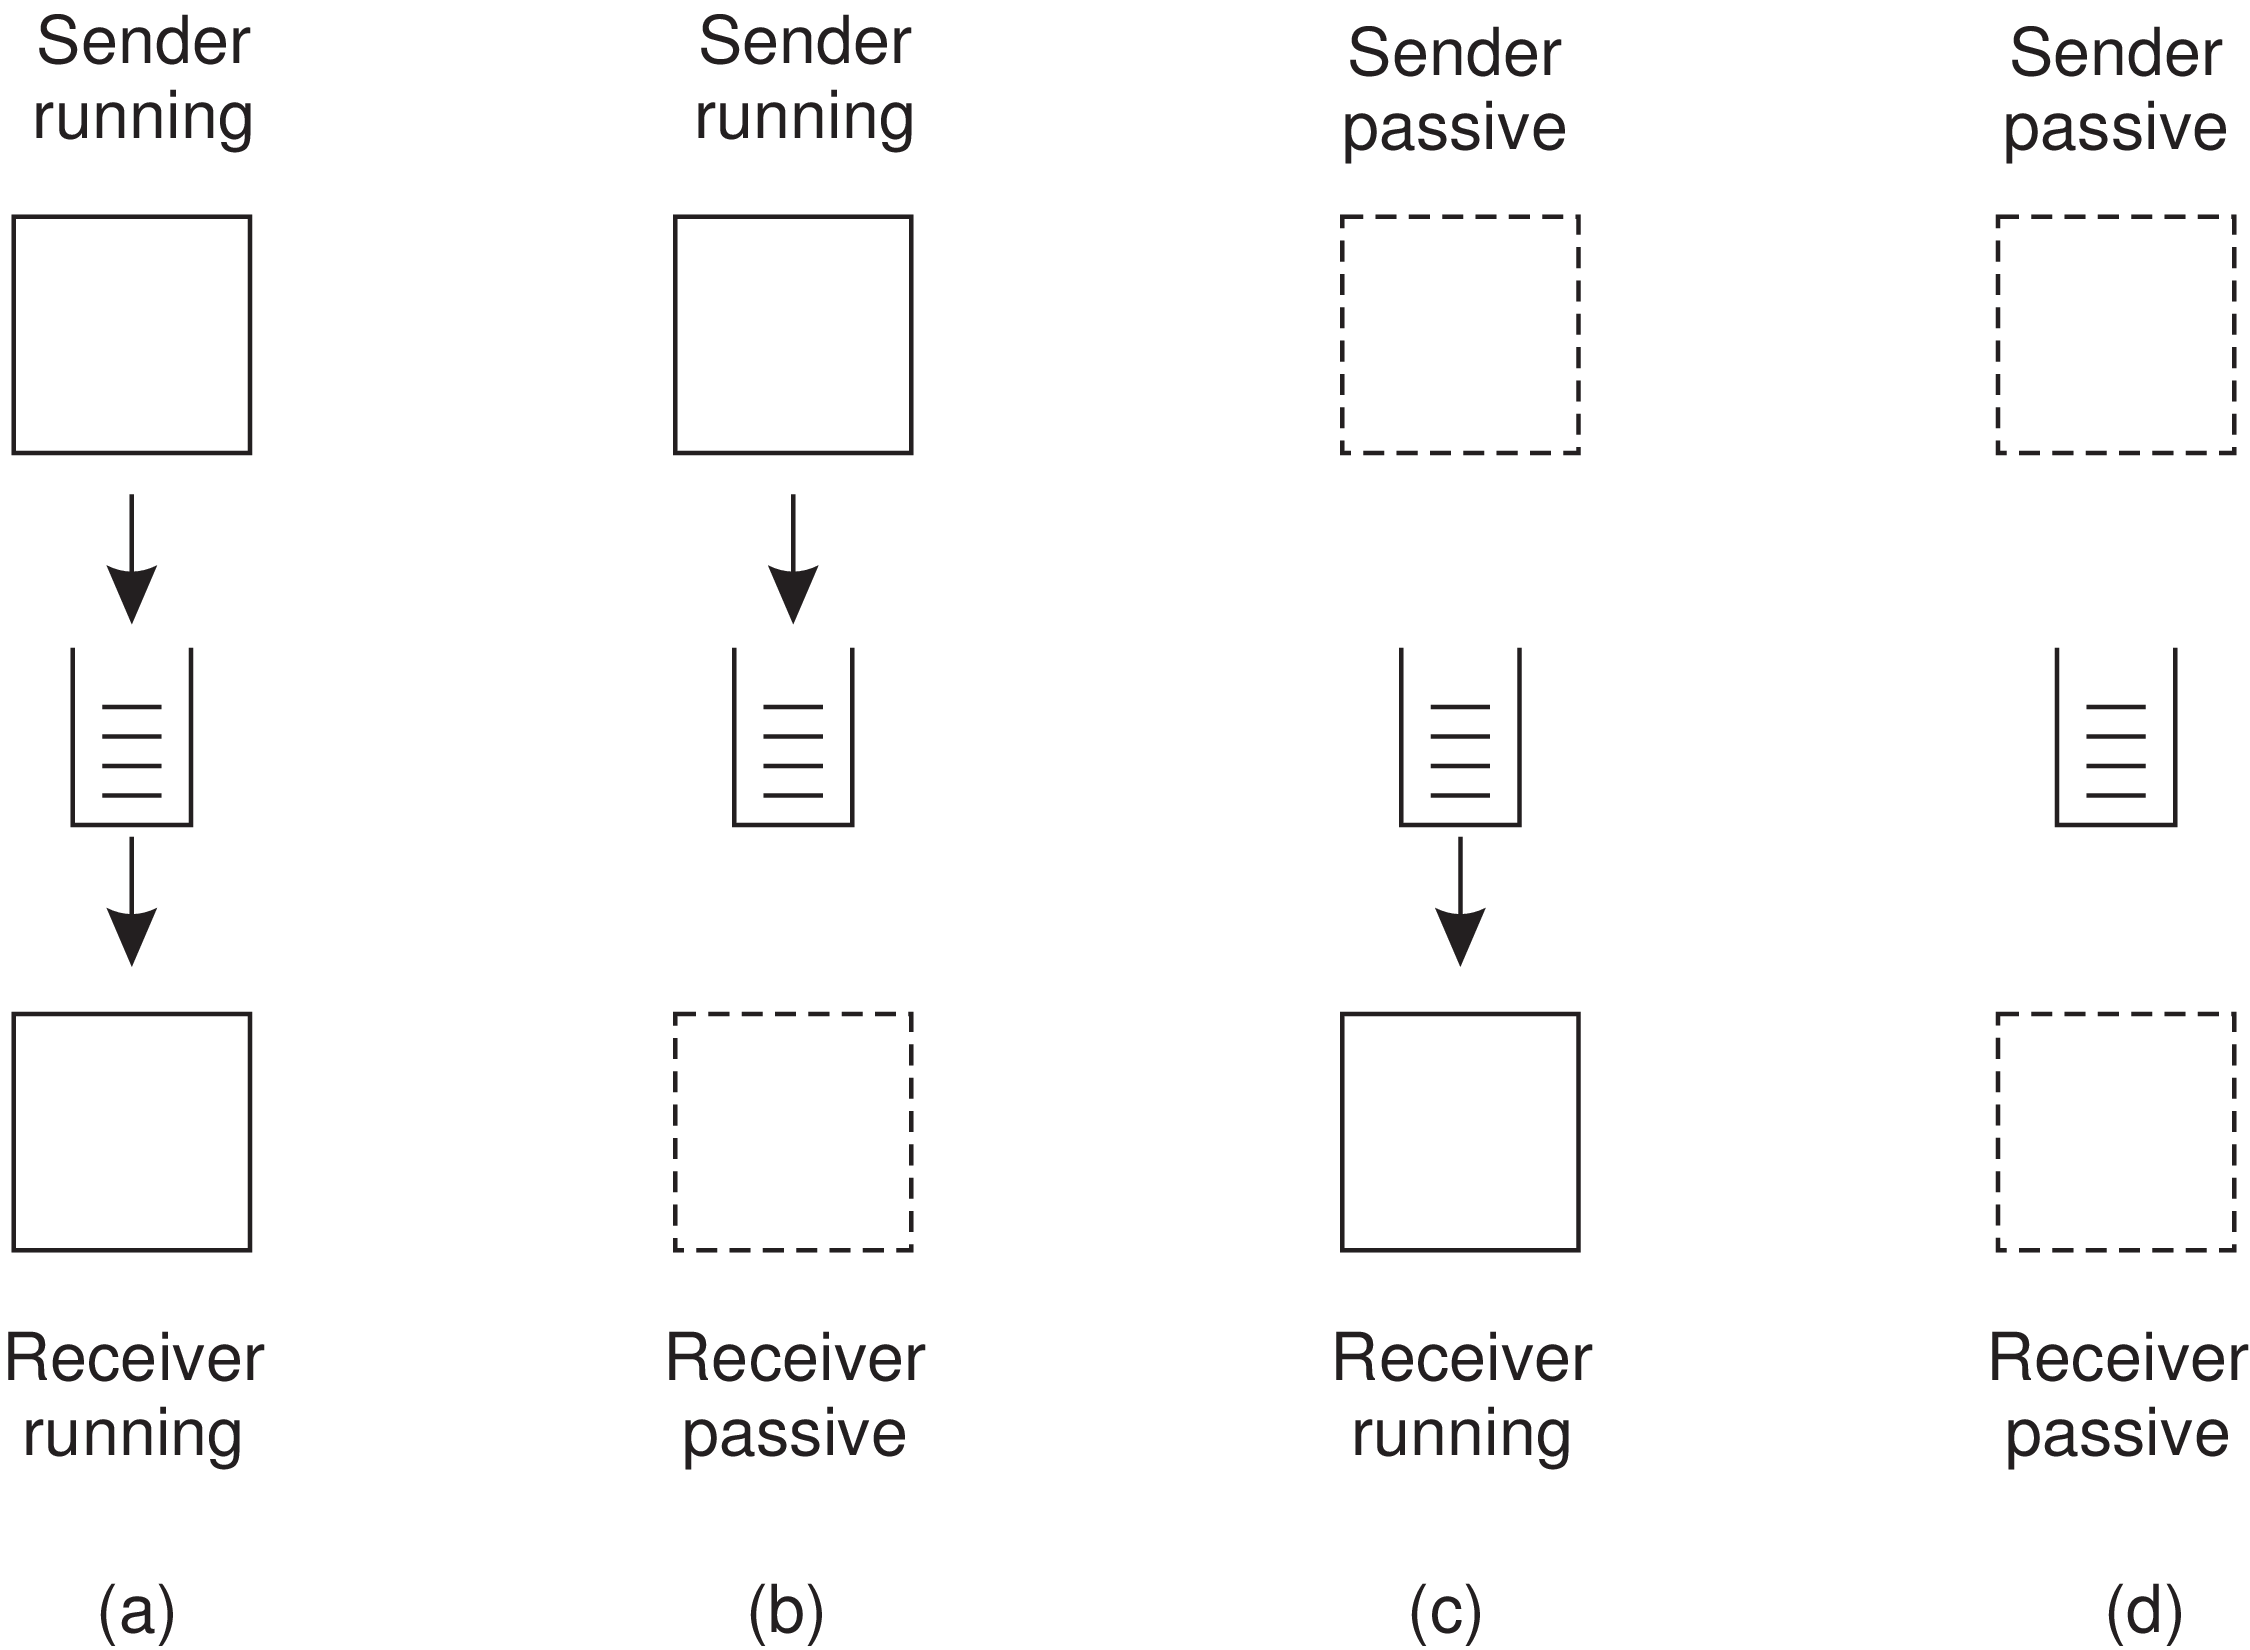 Sender
running
Sender
running
Sender
passive
Sender
passive
Receiver
running
Receiver
passive
Receiver
running
Receiver
passive
(a)
(b)
(c)
(d)